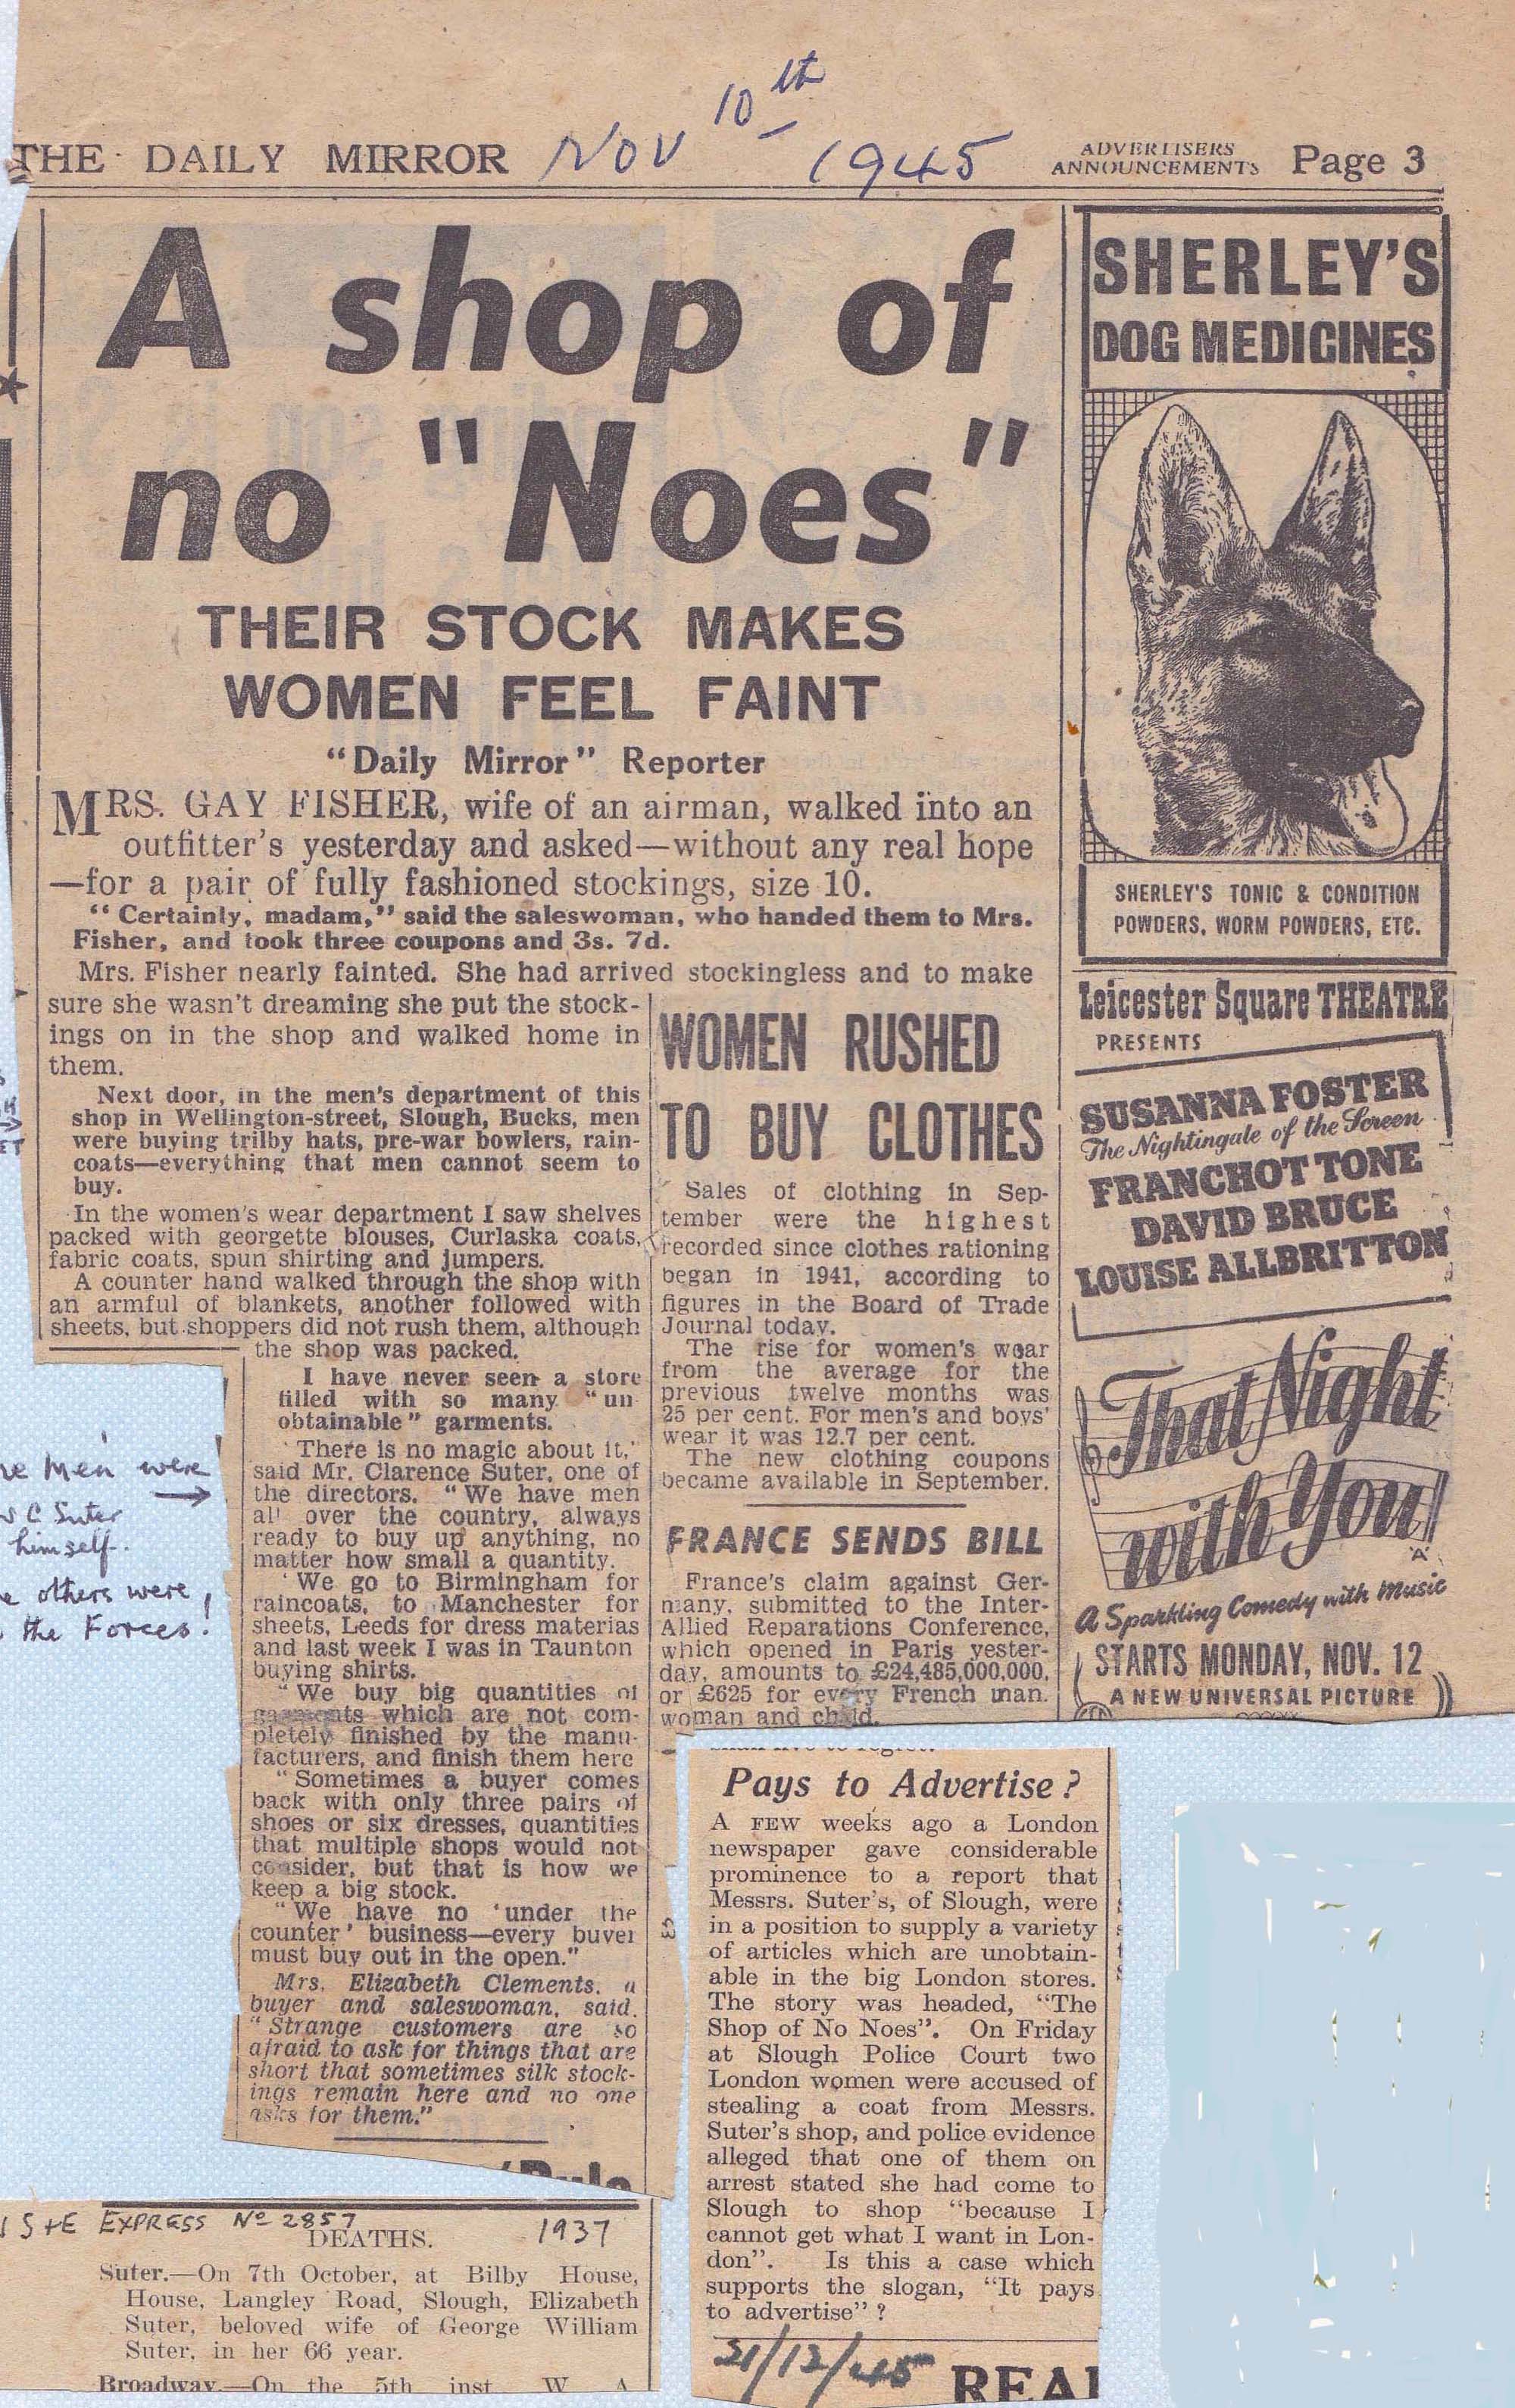 THE DAILY MIRROR Nov 10th 1945 ADVERTISERS ANNOUNCEMENTS Page 3
A shop of
no "Noes"
THEIR STOCK MAKES
WOMEN FEEL FAINT
"Daily Mirror" Reporter
MRS. GAY FISHER, wife of an airman, walked into an
outfitter's yesterday and asked—without any real hope
—for a pair of fully fashioned stockings, size 10.
"Certainly, madam," said the saleswoman, who handed them to Mrs.
Fisher, and took three coupons and 3s. 7d.
Mrs. Fisher nearly fainted. She had arrived stockingless and to make
sure she wasn't dreaming she put the stock-
ings on in the shop and walked home in
them.
Next door, in the men's department of this
shop in Wellington-street, Slough, Bucks, men
were buying trilby hats, pre-war bowlers, rain-
coats—everything that men cannot seem to
buy.
In the women's wear department I saw shelves
packed with georgette blouses, Curlaska coats,
fabric coats, spun shirting and jumpers.
A counter hand walked through the shop with
an armful of blankets, another followed with
sheets, but shoppers did not rush them, although
the shop was packed.
I have never seen a store
filled with so many "un-
obtainable" garments.
'There is no magic about it,'
said Mr. Clarence Suter, one of
the directors. "We have men
all over the country, always
ready to buy up anything, no
matter how small a quantity.
'We go to Birmingham for
raincoats, to Manchester for
sheets, Leeds for dress materias
and last week I was in Taunton
buying shirts.
"We buy big quantities of
garments which are not com-
pletely finished by the manu-
facturers, and finish them here
"Sometimes a buyer comes
back with only three pairs of
shoes or six dresses, quantities
that multiple shops would not
consider, but that is how we
keep a big stock.
"We have no 'under the
counter' business—every buyer
must buy out in the open."
Mrs. Elizabeth Clements, a
buyer and saleswoman, said,
"Strange customers are so
afraid to ask for things that are
short that sometimes silk stock-
ings remain here and no one
asks for them."
Men were
C Suter
himself.
others were
the Forces!
WOMEN RUSHED
TO BUY CLOTHES
Sales of clothing in Sep-
tember were the highest
recorded since clothes rationing
began in 1941, according to
figures in the Board of Trade
Journal today.
The rise for women's wear
from the average for the
previous twelve months was
25 per cent. For men's and boys'
wear it was 12.7 per cent.
The new clothing coupons
became available in September.
FRANCE SENDS BILL
France's claim against Ger-
many, submitted to the Inter-
Allied Reparations Conference,
which opened in Paris yester-
day, amounts to £24,485,000,000,
or £625 for every French man,
woman and child.
SHERLEY'S
DOG MEDICINES
SHERLEY'S TONIC & CONDITION
POWDERS, WORM POWDERS, ETC.
Leicester Square THEATRE
PRESENTS
SUSANNA FOSTER
The Nightingale of the Screen
FRANCHOT TONE
DAVID BRUCE
LOUISE ALLBRITTON
That Night
with You
'A'
A Sparkling Comedy with Music
STARTS MONDAY, NOV. 12
A NEW UNIVERSAL PICTURE
Pays to Advertise?
A FEW weeks ago a London
newspaper gave considerable
prominence to a report that
Messrs. Suter's, of Slough, were
in a position to supply a variety
of articles which are unobtain-
able in the big London stores.
The story was headed, "The
Shop of No Noes". On Friday
at Slough Police Court two
London women were accused of
stealing a coat from Messrs.
Suter's shop, and police evidence
alleged that one of them on
arrest stated she had come to
Slough to shop "because I
cannot get what I want in Lon-
don". Is this a case which
supports the slogan, "It pays
to advertise"?
21/12/45
S+E EXPRESS No 2857 1937
DEATHS.
Suter.—On 7th October, at Bilby House,
House, Langley Road, Slough, Elizabeth
Suter, beloved wife of George William
Suter, in her 66 year.
Broadway.—On the 5th inst W A